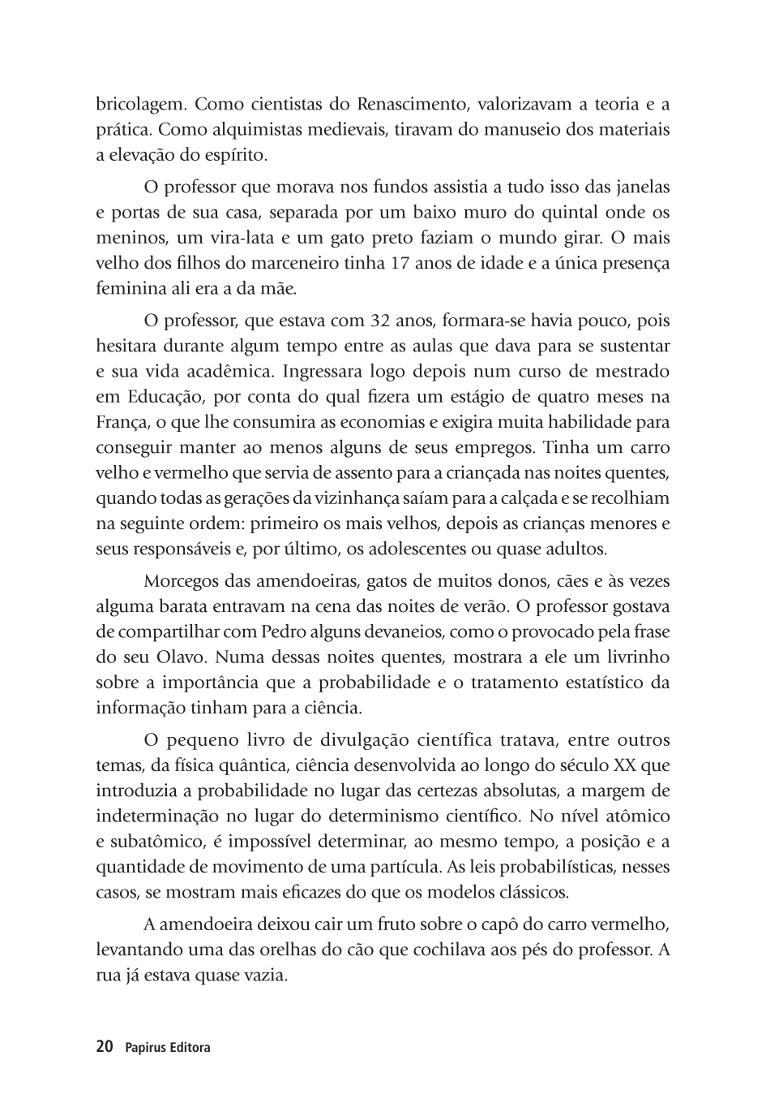 bricolagem. Como cientistas do Renascimento, valorizavam a teoria e a
prática. Como alquimistas medievais, tiravam do manuseio dos materiais
a elevação do espírito.
O professor que morava nos fundos assistia a tudo isso das janelas
e portas de sua casa, separada por um baixo muro do quintal onde os
meninos, um vira-lata e um gato preto faziam o mundo girar. O mais
velho dos filhos do marceneiro tinha 17 anos de idade e a única presença
feminina ali era a da mãe.
O professor, que estava com 32 anos, formara-se havia pouco, pois
hesitara durante algum tempo entre as aulas que dava para se sustentar
e sua vida acadêmica. Ingressara logo depois num curso de mestrado
em Educação, por conta do qual fizera um estágio de quatro meses na
França, o que lhe consumira as economias e exigira muita habilidade para
conseguir manter ao menos alguns de seus empregos. Tinha um carro
velho e vermelho que servia de assento para a criançada nas noites quentes,
quando todas as gerações da vizinhança saíam para a calçada e se recolhiam
na seguinte ordem: primeiro os mais velhos, depois as crianças menores e
seus responsáveis e, por último, os adolescentes ou quase adultos.
Morcegos das amendoeiras, gatos de muitos donos, cães e às vezes
alguma barata entravam na cena das noites de verão. O professor gostava
de compartilhar com Pedro alguns devaneios, como o provocado pela frase
do seu Olavo. Numa dessas noites quentes, mostrara a ele um livrinho
sobre a importância que a probabilidade e o tratamento estatístico da
informação tinham para a ciência.
O pequeno livro de divulgação científica tratava, entre outros
temas, da física quântica, ciência desenvolvida ao longo do século XX que
introduzia a probabilidade no lugar das certezas absolutas, a margem de
indeterminação no lugar do determinismo científico. No nível atômico
e subatômico, é impossível determinar, ao mesmo tempo, a posição e a
quantidade de movimento de uma partícula. As leis probabilísticas, nesses
casos, se mostram mais eficazes do que os modelos clássicos.
A amendoeira deixou cair um fruto sobre o capô do carro vermelho,
levantando uma das orelhas do cão que cochilava aos pés do professor. A
rua já estava quase vazia.
20 Papirus Editora